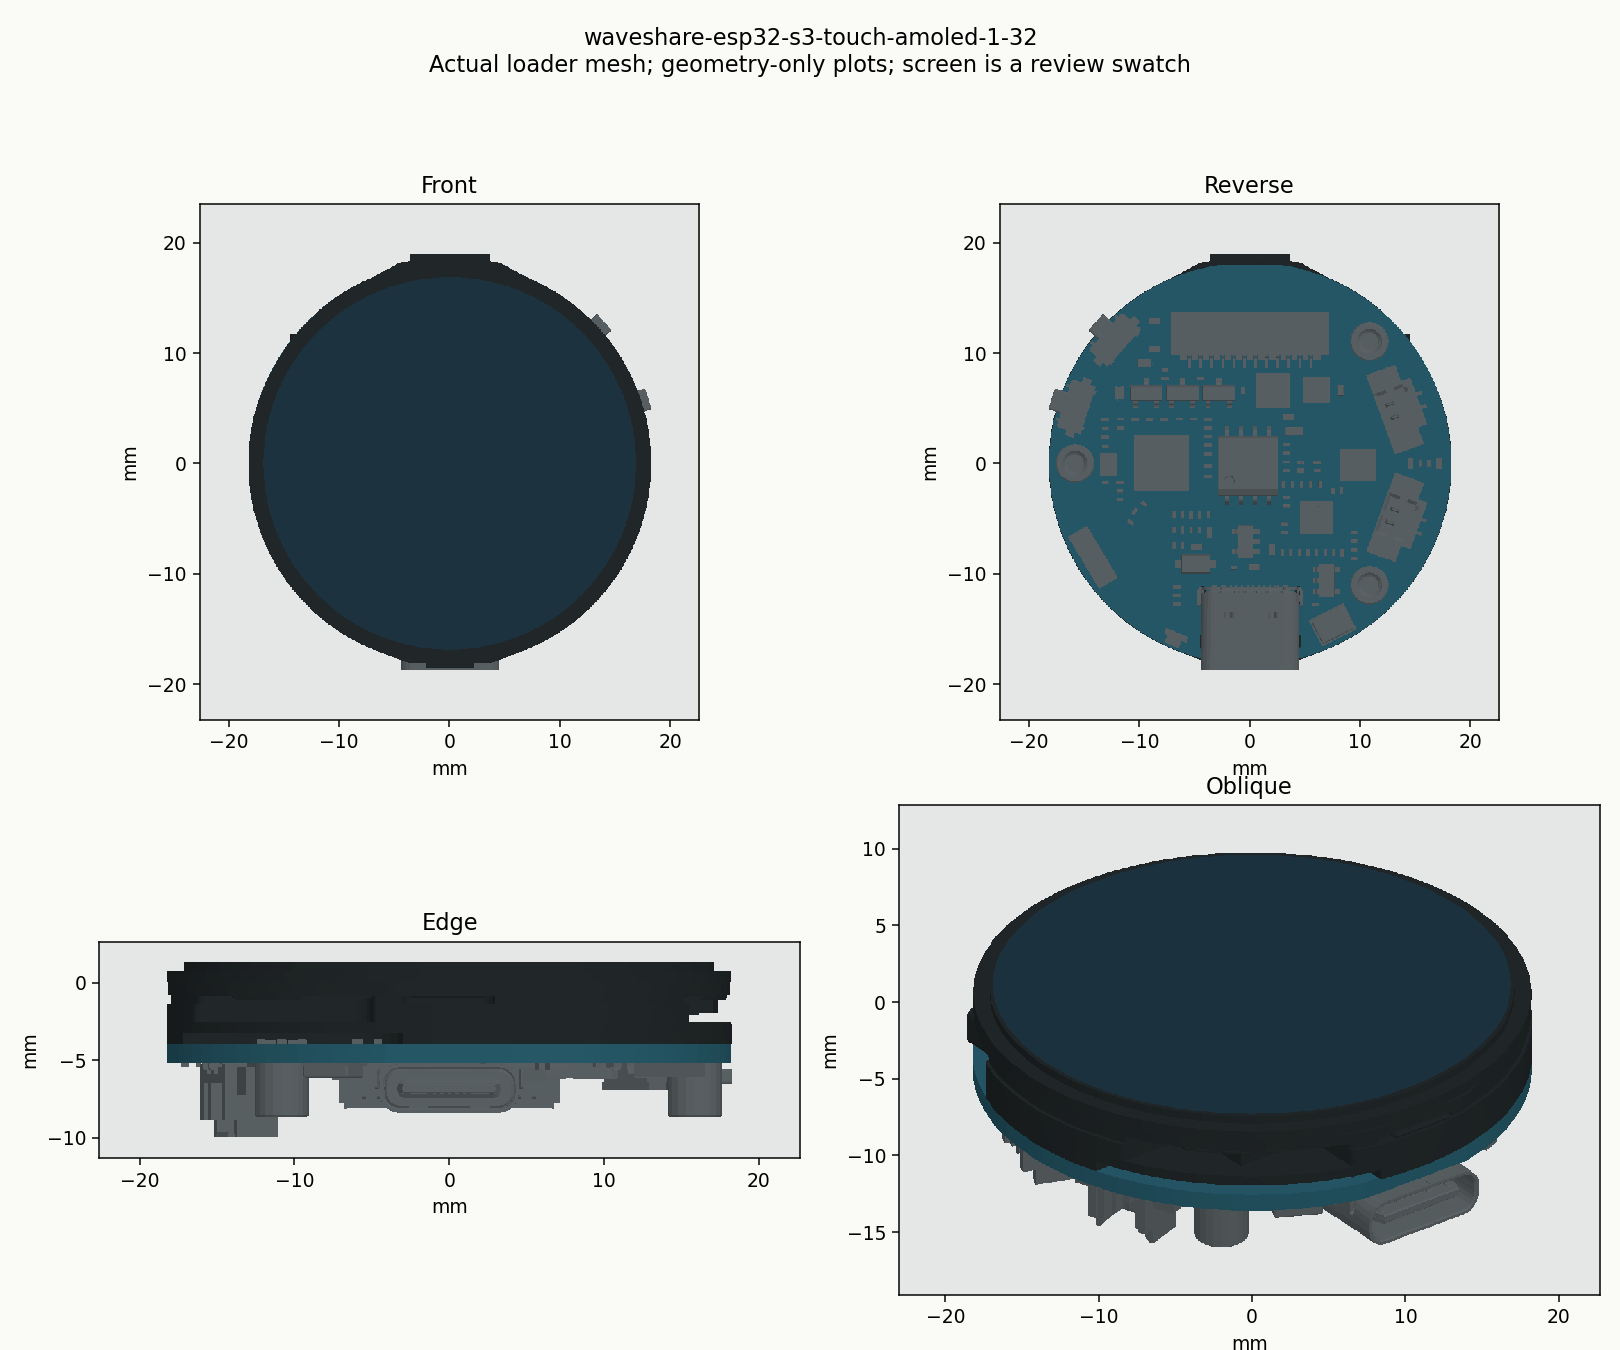 waveshare-esp32-s3-touch-amoled-1-32
Actual loader mesh; geometry-only plots; screen is a review swatch
Front
20
10
0
−10
−20
mm
−20 −10 0 10 20
mm
Reverse
20
10
0
−10
−20
mm
−20 −10 0 10 20
mm
Edge
0
−5
−10
mm
−20 −10 0 10 20
mm
Oblique
10
5
0
−5
−10
−15
mm
−20 −10 0 10 20
mm